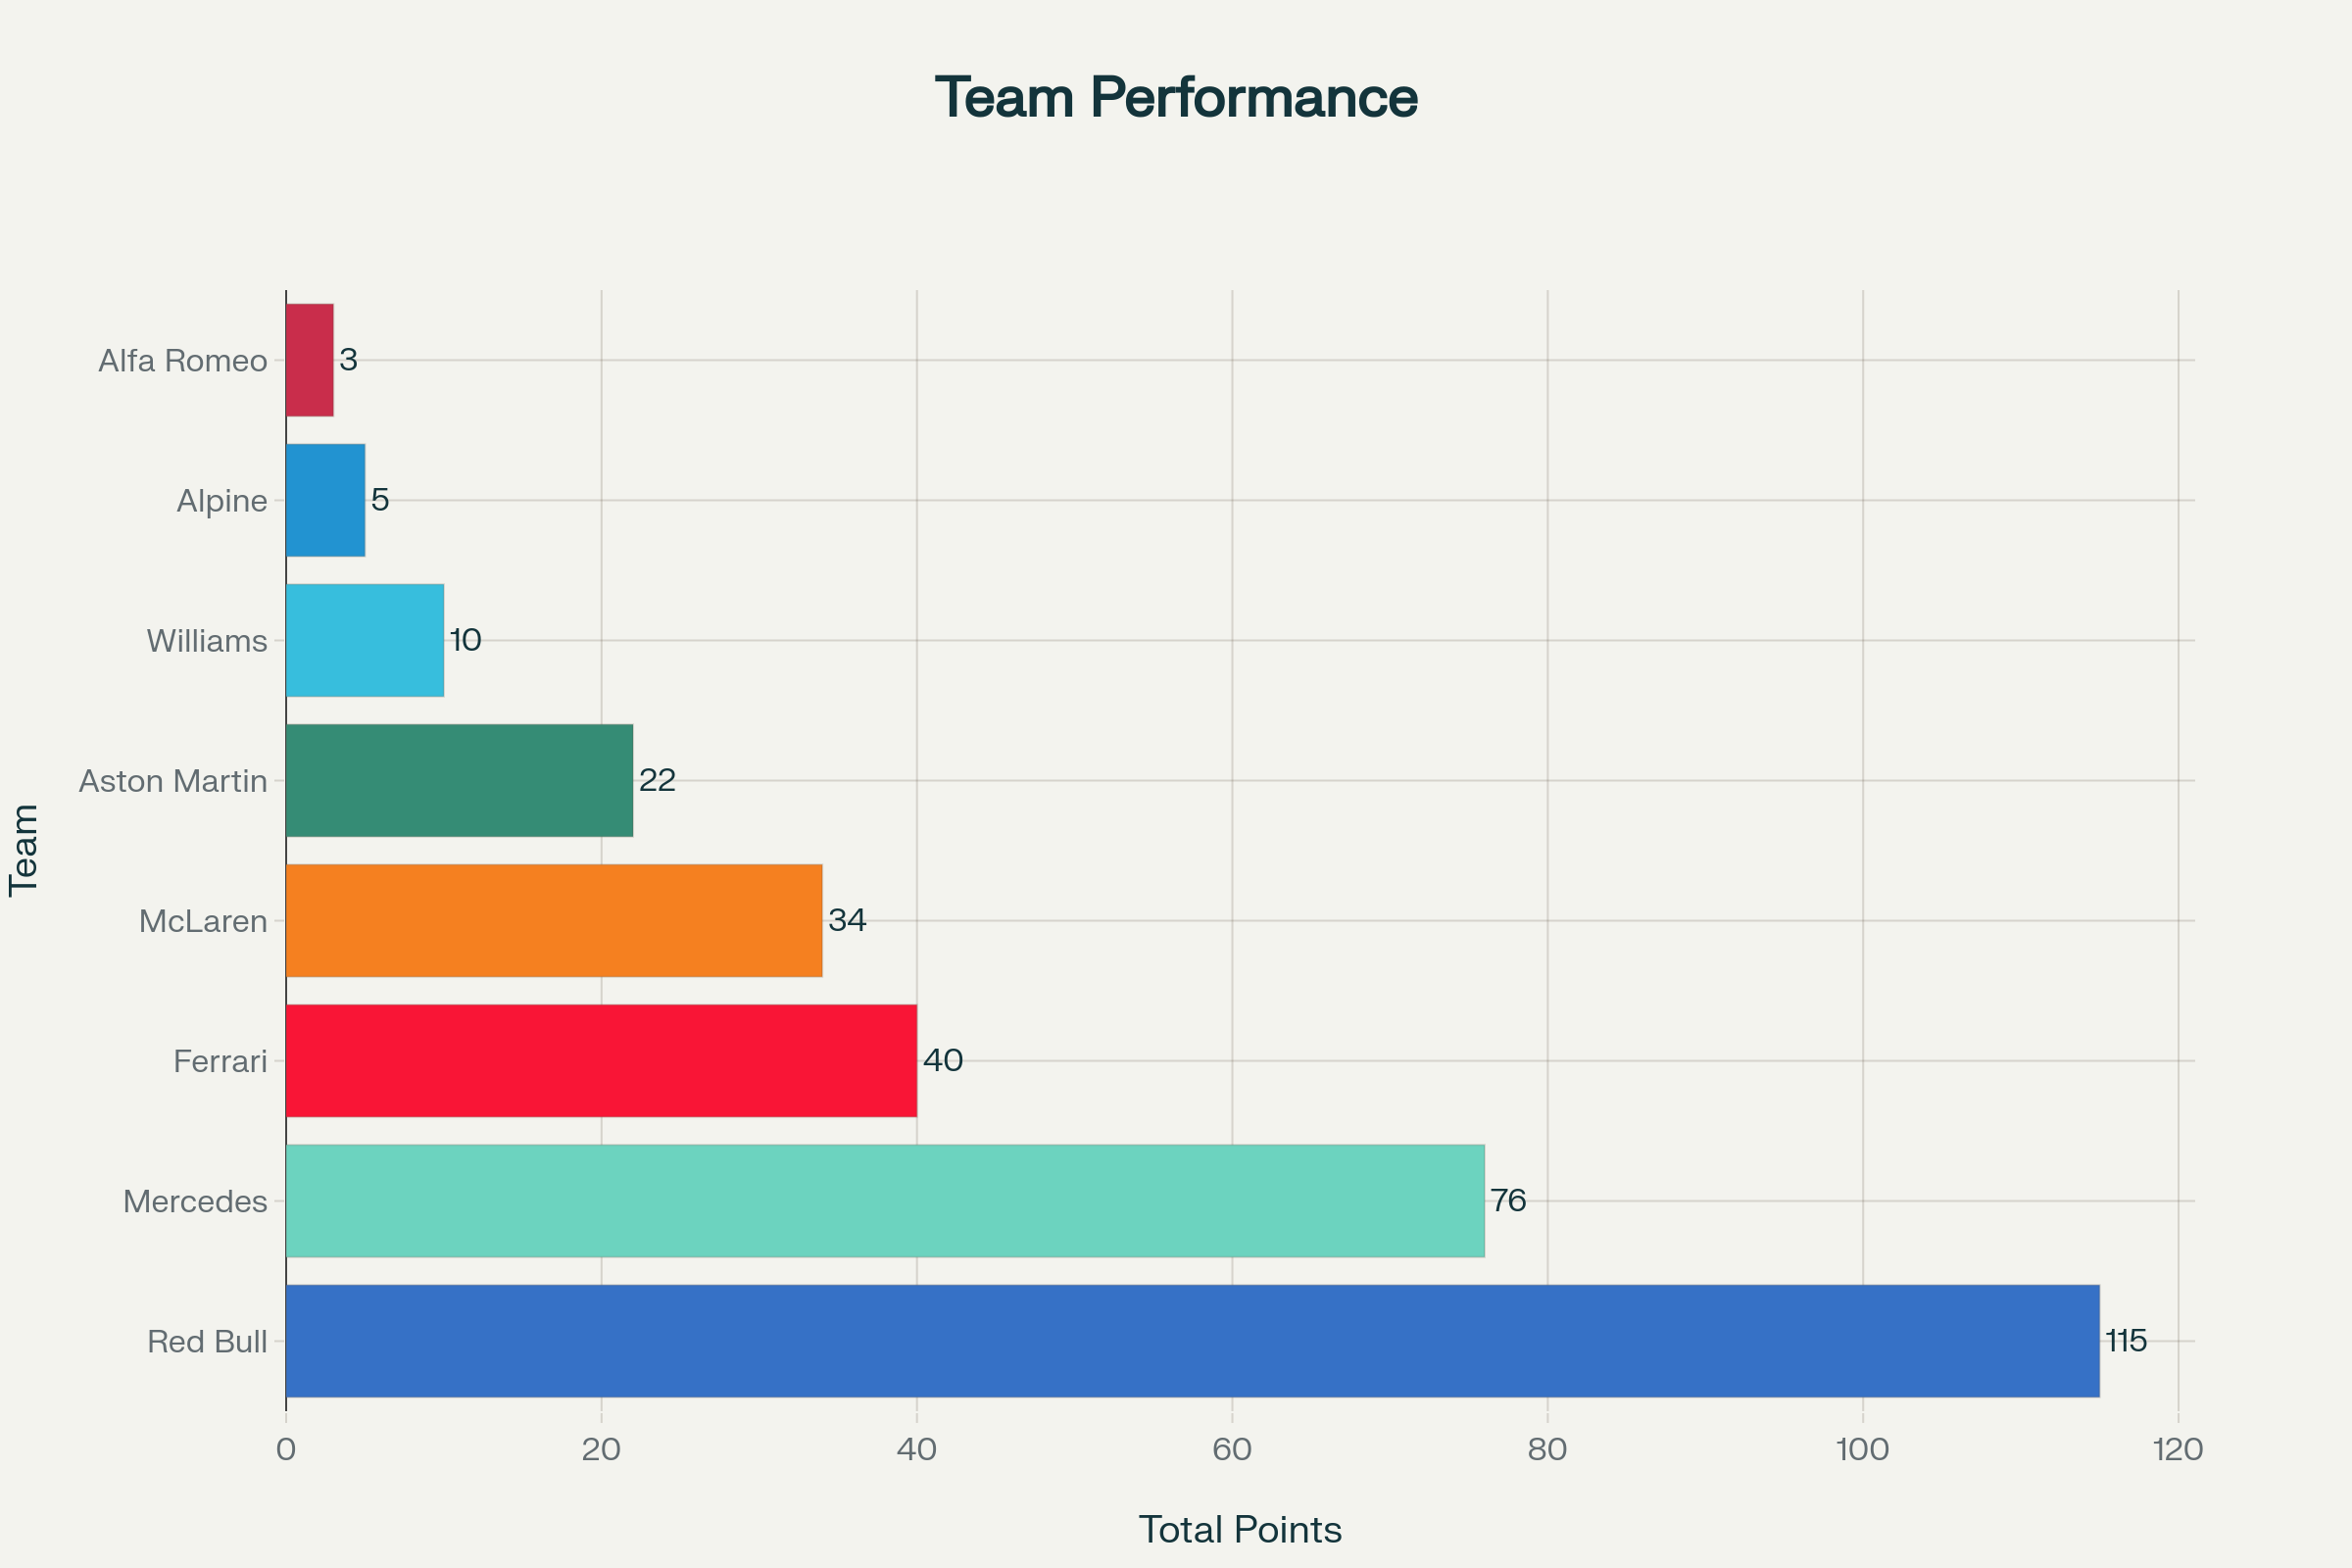 Team Performance
Team
Alfa Romeo 3
Alpine 5
Williams 10
Aston Martin 22
McLaren 34
Ferrari 40
Mercedes 76
Red Bull 115
0 20 40 60 80 100 120
Total Points